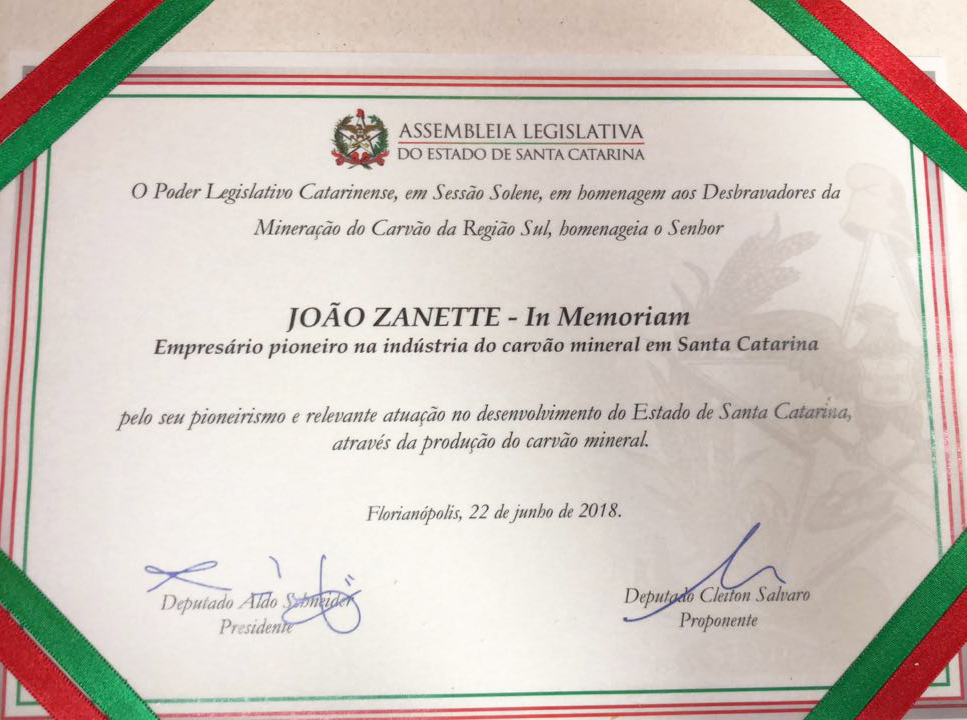 ASSEMBLEIA LEGISLATIVA
DO ESTADO DE SANTA CATARINA
O Poder Legislativo Catarinense, em Sessão Solene, em homenagem aos Desbravadores da
Mineração do Carvão da Região Sul, homenageia o Senhor
JOÃO ZANETTE - In Memoriam
Empresário pioneiro na indústria do carvão mineral em Santa Catarina
pelo seu pioneirismo e relevante atuação no desenvolvimento do Estado de Santa Catarina,
através da produção do carvão mineral.
Florianópolis, 22 de junho de 2018.
Deputado Aldo Schneider
Presidente
Deputado Cleiton Salvaro
Proponente